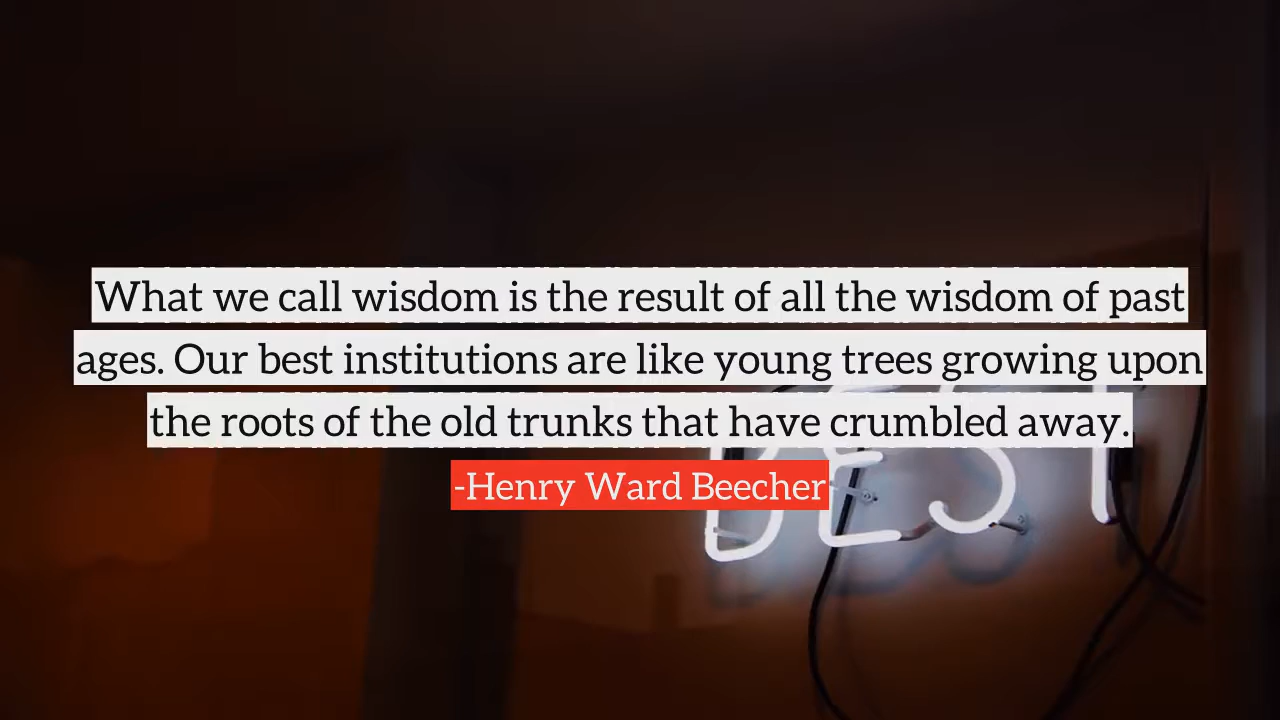 What we call wisdom is the result of all the wisdom of past
ages. Our best institutions are like young trees growing upon
the roots of the old trunks that have crumbled away.
-Henry Ward Beecher
BEST